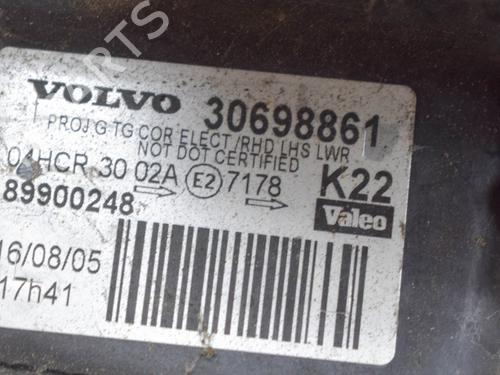 VOLVO 30698861
PROJ G TG COR ELECT /RHD LHS LWR
NOT DOT CERTIFIED
04HCR 30 02A E2 7178 K22
89900248 Valeo
16/08/05
17h41
PARTS